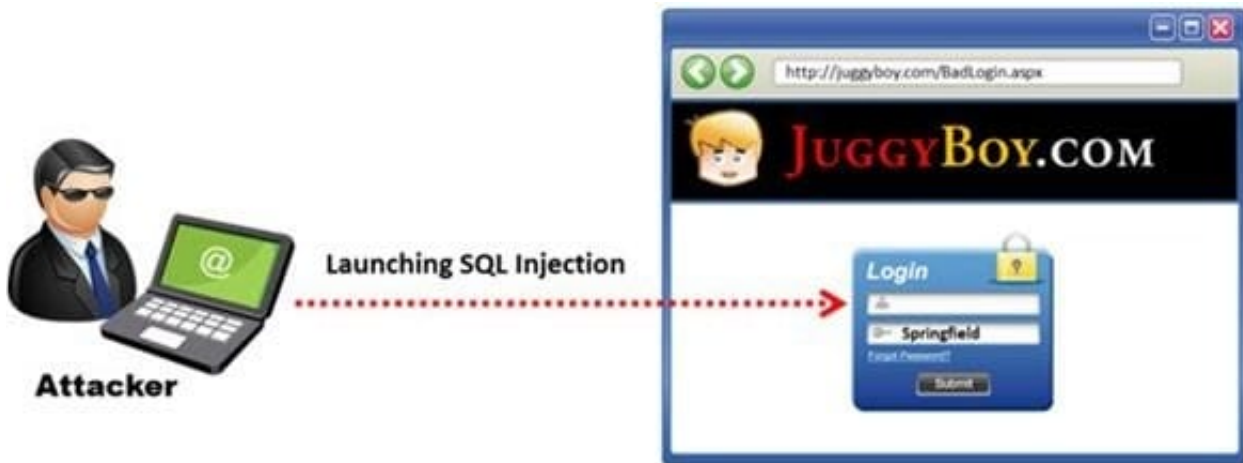 http://juggyboy.com/BadLogin.aspx
JUGGYBOY.COM
@
Launching SQL Injection
Login
Springfield
Forgot Password?
Submit
Attacker